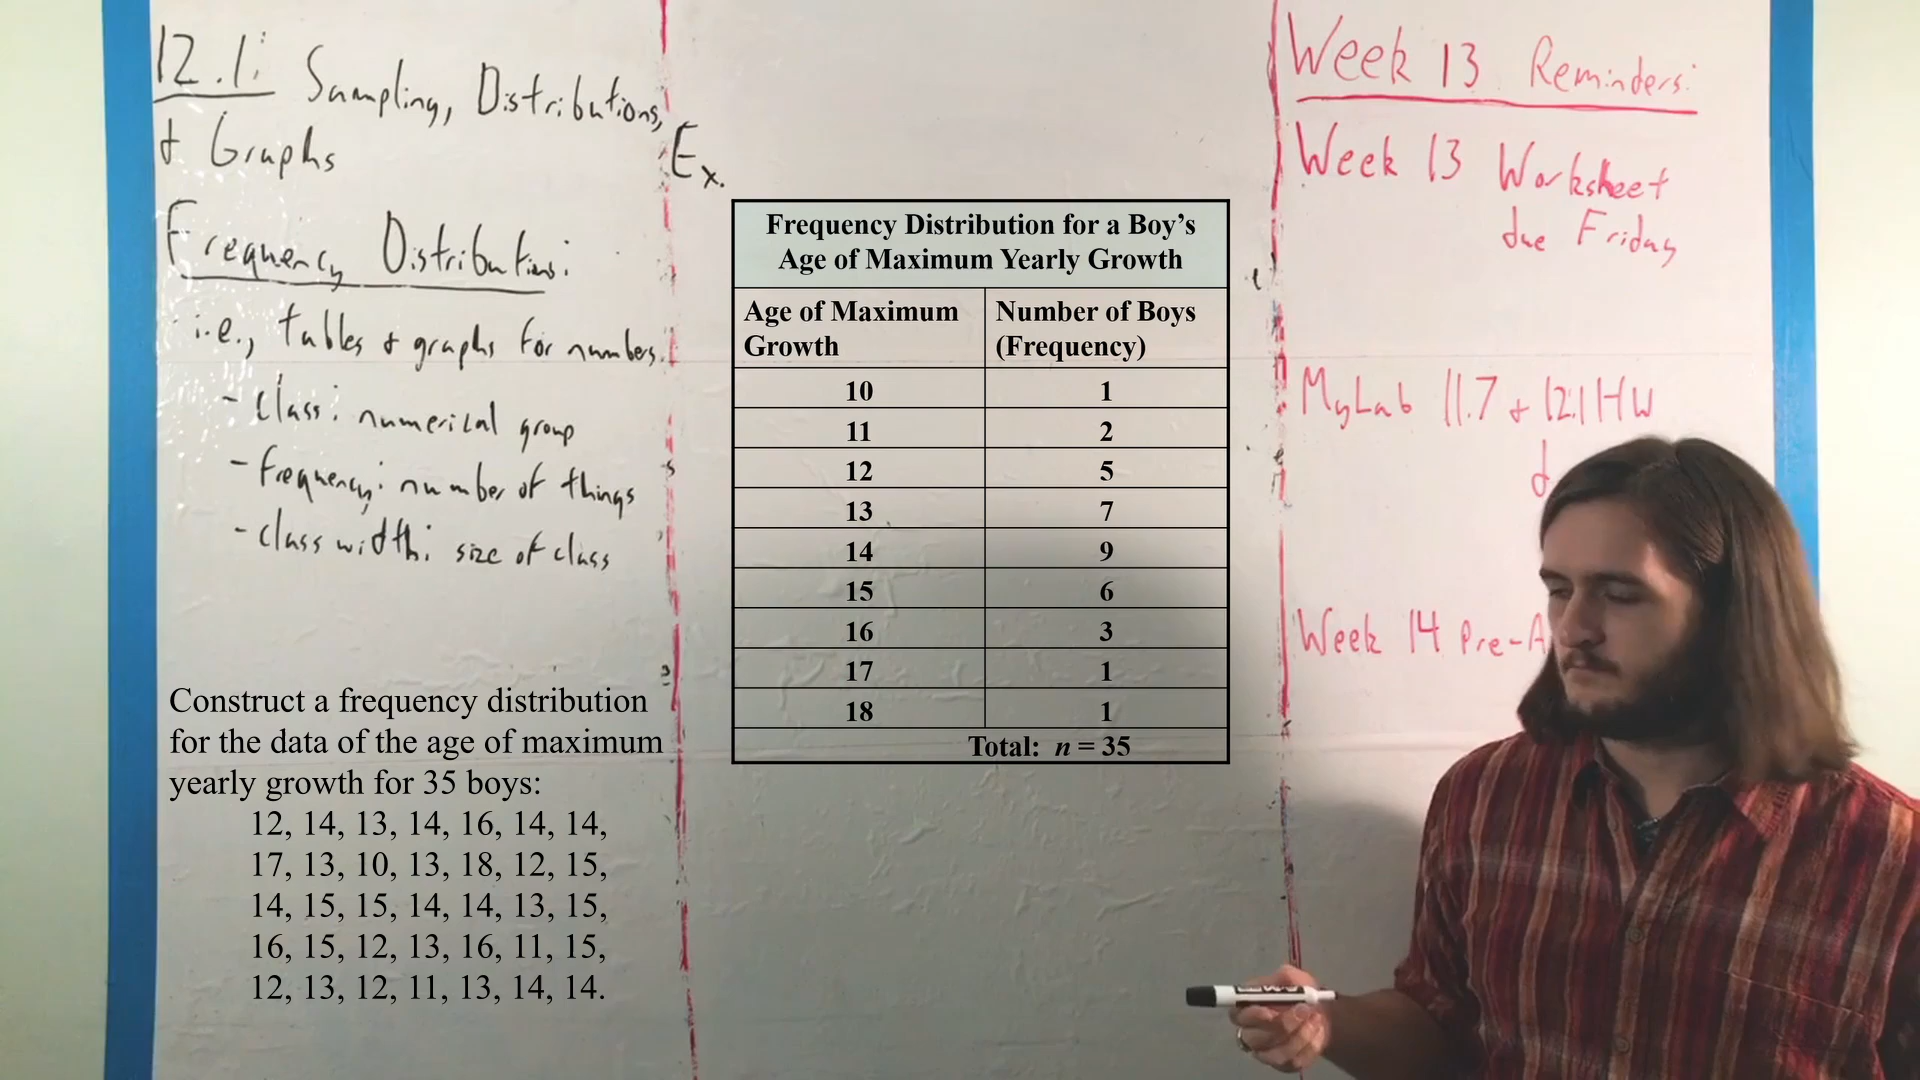 12.1: Sampling, Distributions,
& Graphs
Frequency Distributions:
i.e., tables & graphs for numbers.
- class: numerical group
- frequency: number of things
- class width: size of class
Construct a frequency distribution
for the data of the age of maximum
yearly growth for 35 boys:
12, 14, 13, 14, 16, 14, 14,
17, 13, 10, 13, 18, 12, 15,
14, 15, 15, 14, 14, 13, 15,
16, 15, 12, 13, 16, 11, 15,
12, 13, 12, 11, 13, 14, 14.
Ex.
Frequency Distribution for a Boy’s
Age of Maximum Yearly Growth
Age of Maximum Growth Number of Boys (Frequency)
10 1
11 2
12 5
13 7
14 9
15 6
16 3
17 1
18 1
Total: n = 35
Week 13 Reminders:
Week 13 Worksheet
due Friday
MyLab 11.7 & 12.1 HW
d
Week 14 Pre-A